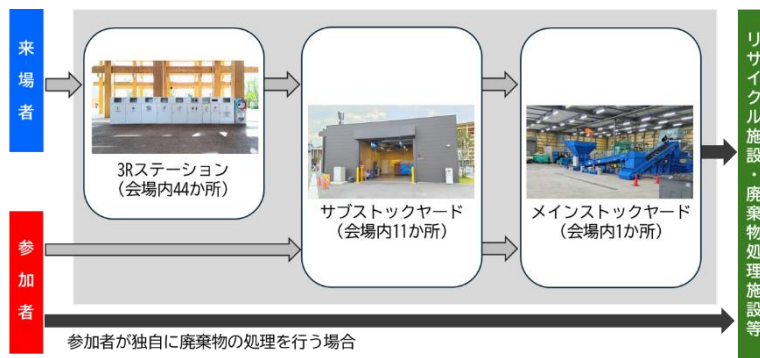 来場者
3Rステーション
(会場内44か所)
サブストックヤード
(会場内11か所)
メインストックヤード
(会場内1か所)
リサイクル施設・廃棄物処理施設等
参加者
参加者が独自に廃棄物の処理を行う場合